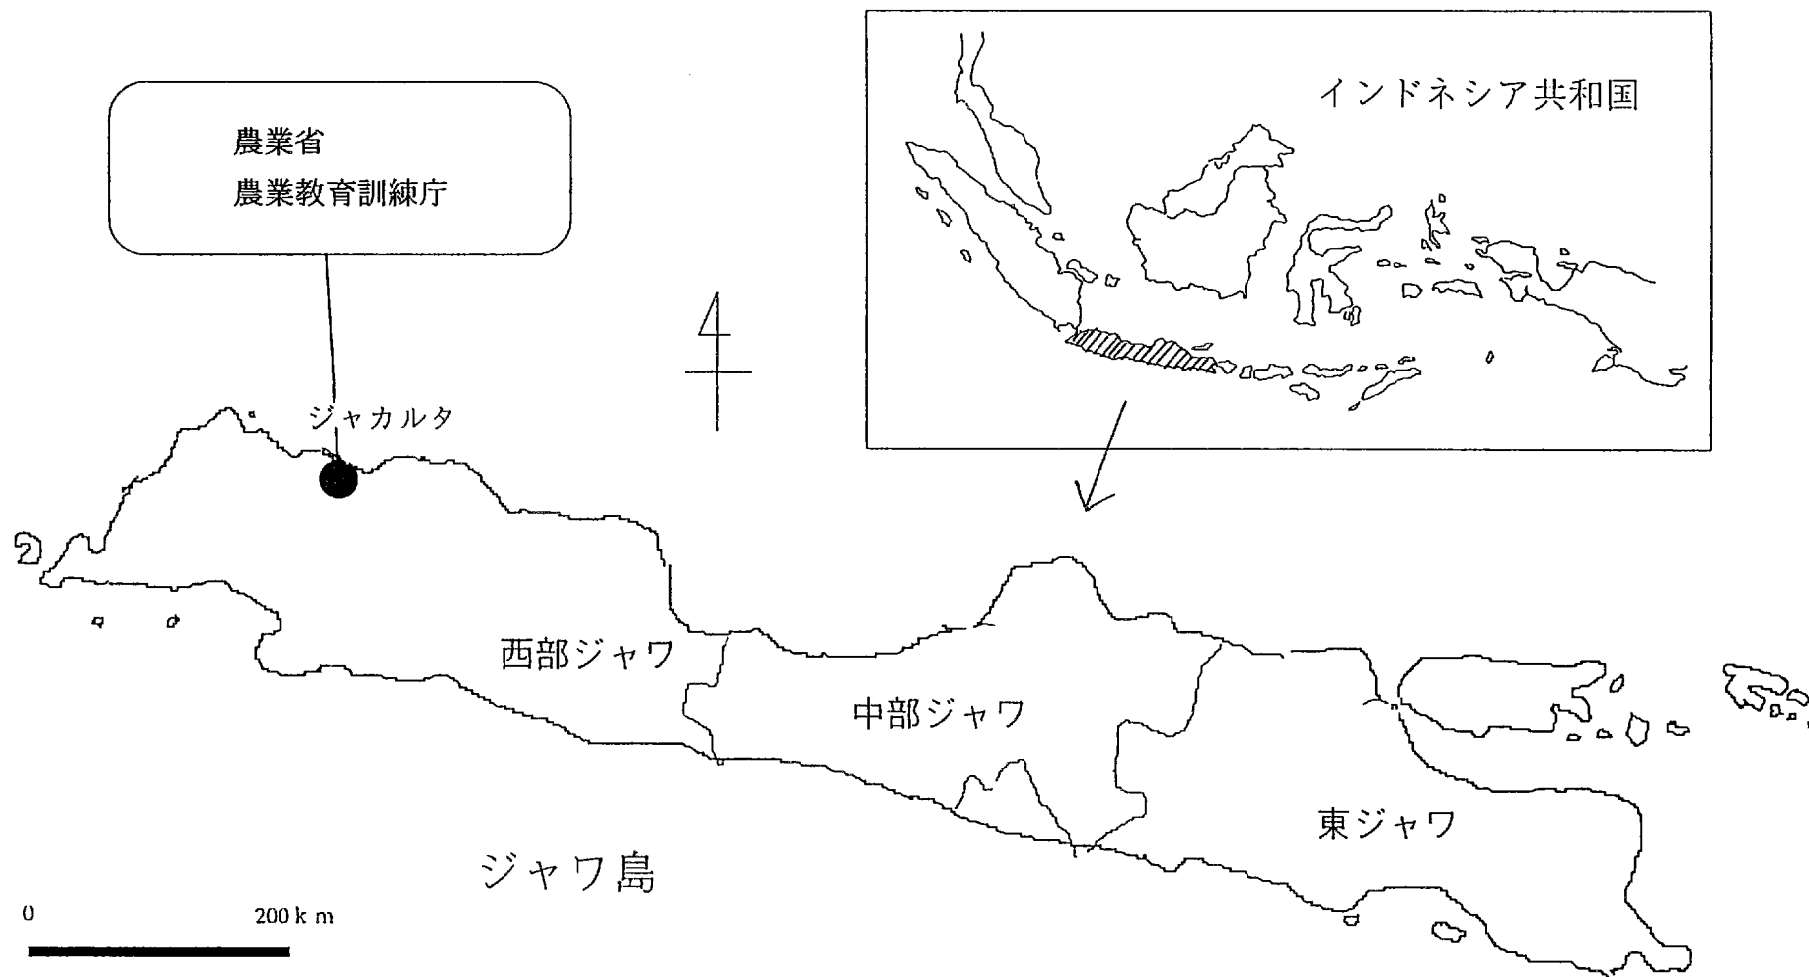 インドネシア共和国
農業省
農業教育訓練庁
ジャカルタ
西部ジャワ
中部ジャワ
東ジャワ
ジャワ島
0 200km